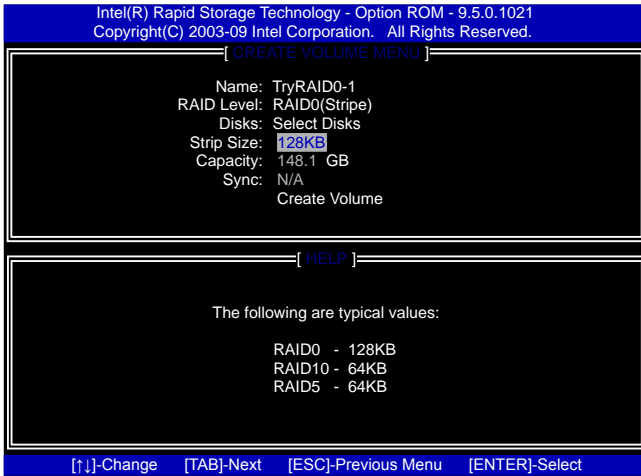 Intel(R) Rapid Storage Technology - Option ROM - 9.5.0.1021
Copyright(C) 2003-09 Intel Corporation. All Rights Reserved.
[ CREATE VOLUME MENU ]
Name: TryRAID0-1
RAID Level: RAID0(Stripe)
Disks: Select Disks
Strip Size: 128KB
Capacity: 148.1 GB
Sync: N/A
Create Volume
[ HELP ]
The following are typical values:
RAID0 - 128KB
RAID10 - 64KB
RAID5 - 64KB
[↑↓]-Change [TAB]-Next [ESC]-Previous Menu [ENTER]-Select